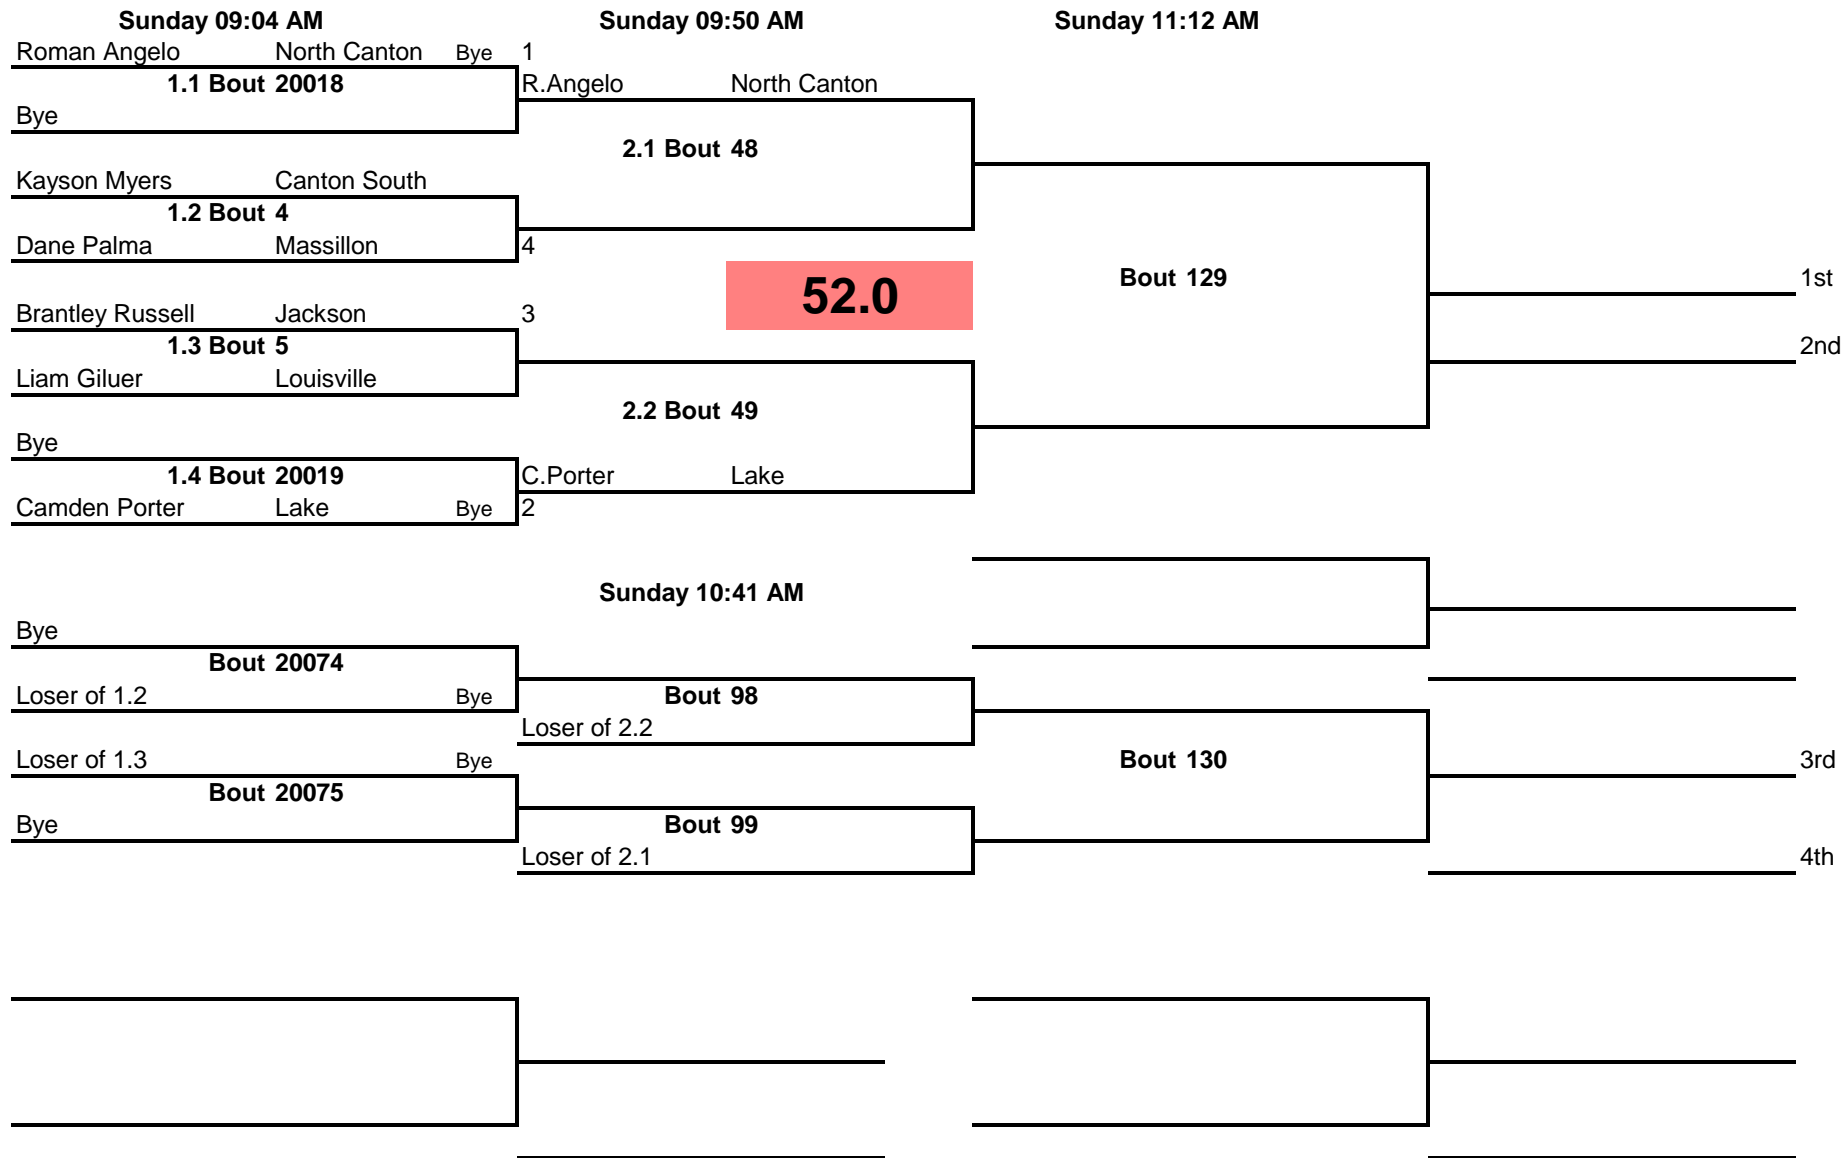 Sunday 09:04 AM Sunday 09:50 AM Sunday 11:12 AM
Roman Angelo North Canton Bye 1
1.1 Bout 20018 R.Angelo North Canton
Bye
2.1 Bout 48
Kayson Myers Canton South
1.2 Bout 4
Dane Palma Massillon 4
52.0 Bout 129 1st
Brantley Russell Jackson 3
1.3 Bout 5 2nd
Liam Giluer Louisville
2.2 Bout 49
Bye
1.4 Bout 20019 C.Porter Lake
Camden Porter Lake Bye 2
Sunday 10:41 AM
Bye
Bout 20074
Loser of 1.2 Bye Bout 98
Loser of 2.2
Loser of 1.3 Bye Bout 130 3rd
Bout 20075
Bye Bout 99
Loser of 2.1 4th